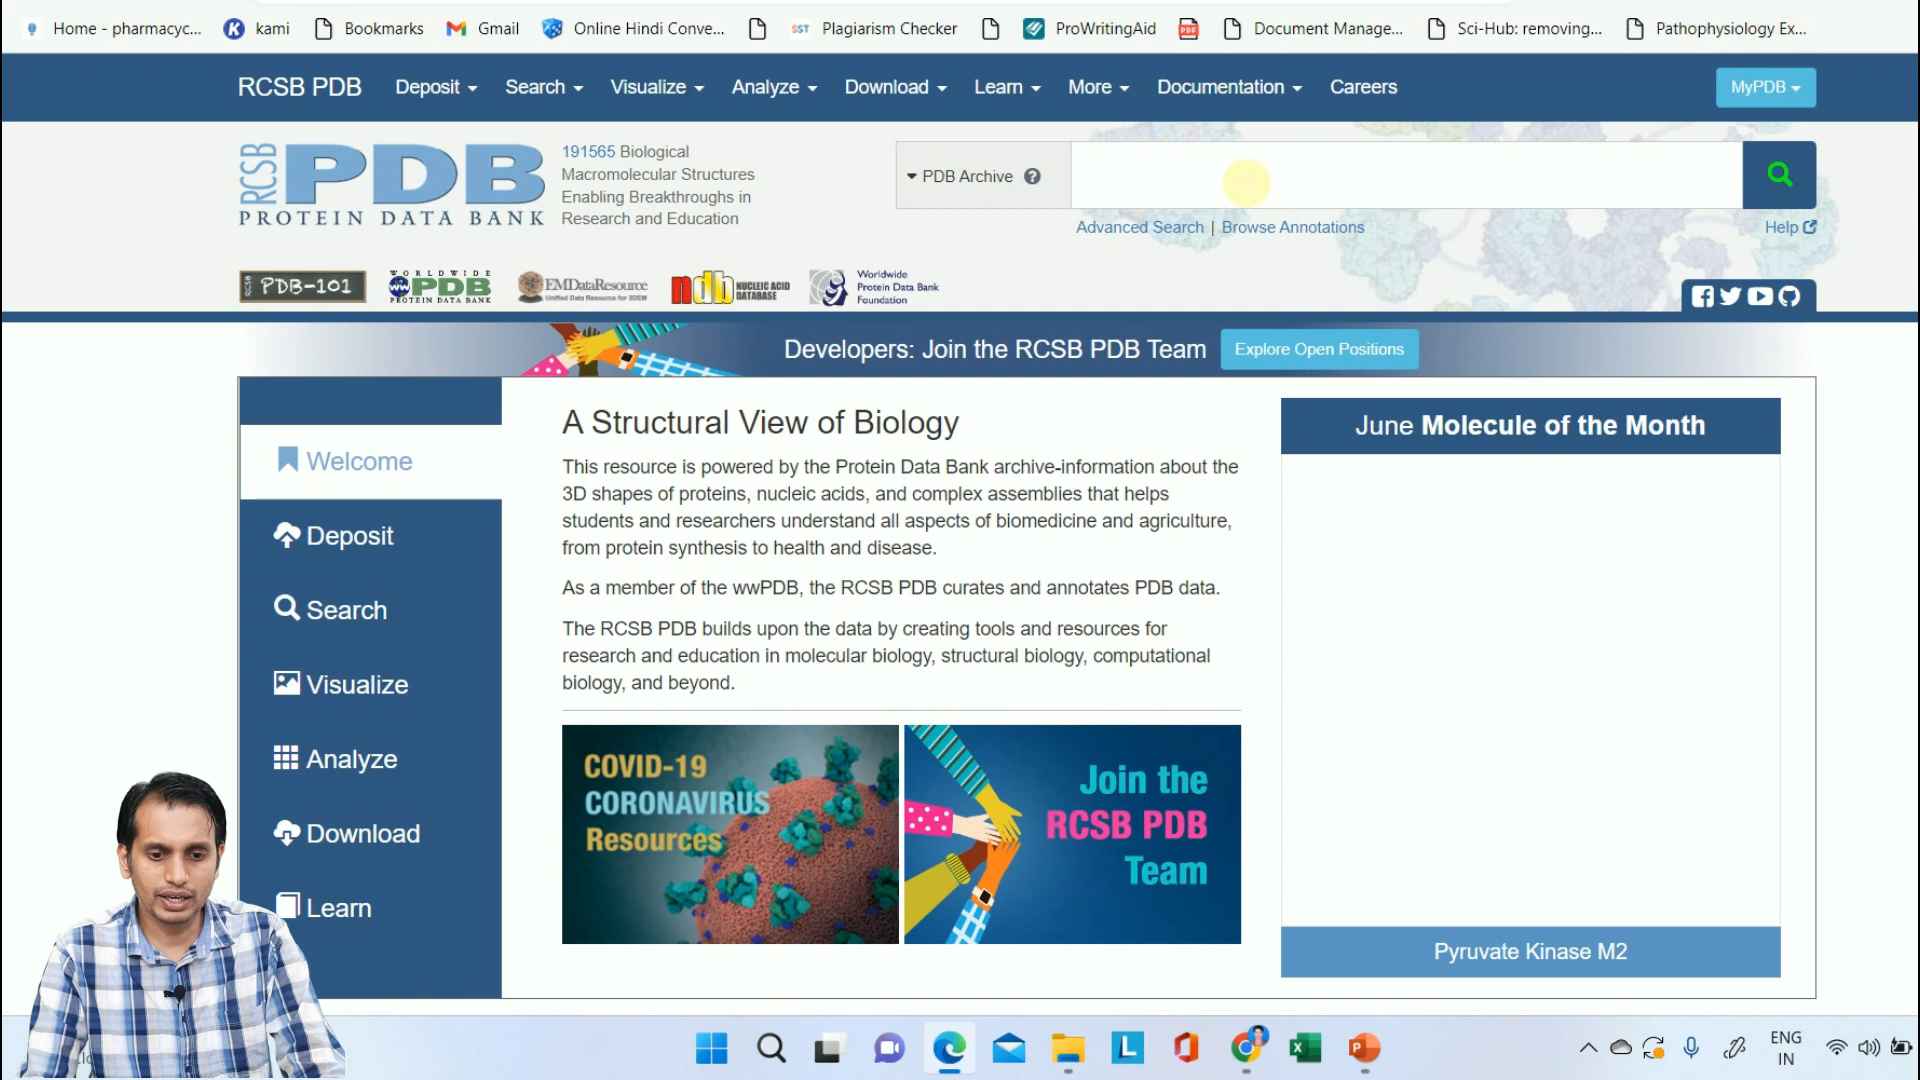 Home - pharmacyc... kami Bookmarks Gmail Online Hindi Conve... SST Plagiarism Checker ProWritingAid PDF Document Manage... Sci-Hub: removing... Pathophysiology Ex...
RCSB PDB Deposit Search Visualize Analyze Download Learn More Documentation Careers MyPDB
RCSB PDB
PROTEIN DATA BANK
191565 Biological
Macromolecular Structures
Enabling Breakthroughs in
Research and Education
PDB Archive
Advanced Search | Browse Annotations
Help
RCSB PDB-101
WORLDWIDE
PDB
PROTEIN DATA BANK
EMDataResource
Unified Data Resource for 3DEM
ndb NUCLEIC ACID
DATABASE
Worldwide
Protein Data Bank
Foundation
Developers: Join the RCSB PDB Team Explore Open Positions
Welcome
Deposit
Search
Visualize
Analyze
Download
Learn
A Structural View of Biology
This resource is powered by the Protein Data Bank archive-information about the
3D shapes of proteins, nucleic acids, and complex assemblies that helps
students and researchers understand all aspects of biomedicine and agriculture,
from protein synthesis to health and disease.
As a member of the wwPDB, the RCSB PDB curates and annotates PDB data.
The RCSB PDB builds upon the data by creating tools and resources for
research and education in molecular biology, structural biology, computational
biology, and beyond.
COVID-19
CORONAVIRUS
Resources
Join the
RCSB PDB
Team
June Molecule of the Month
Pyruvate Kinase M2
L
ENG
IN